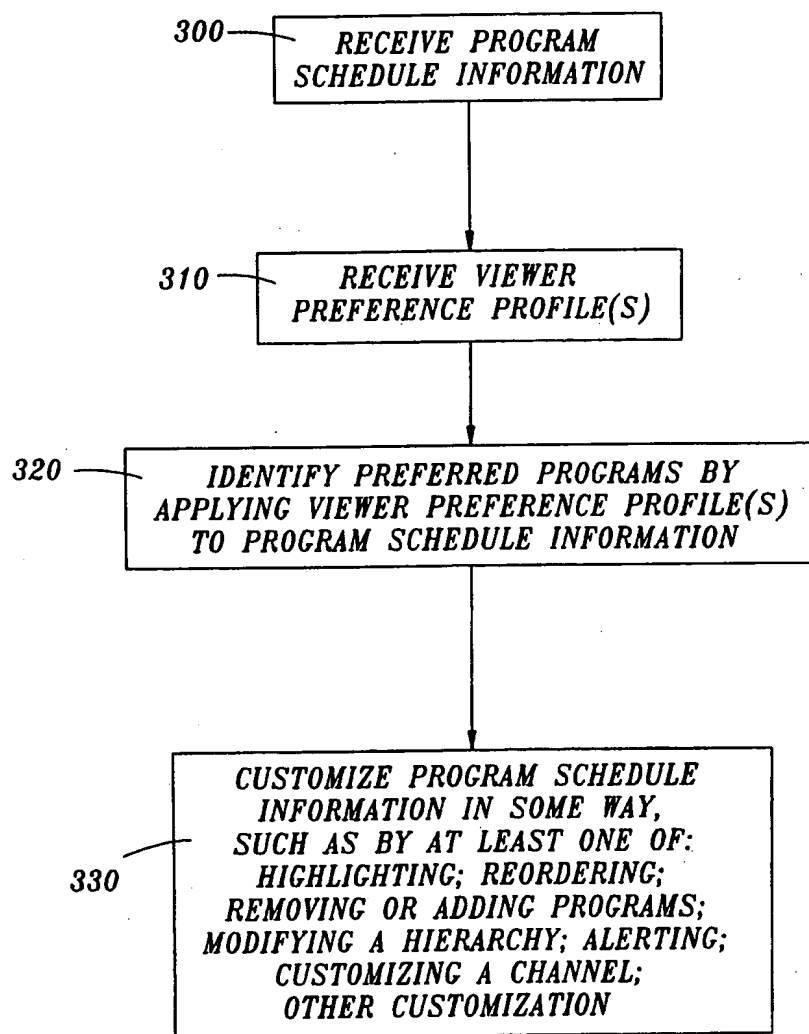 300
RECEIVE PROGRAM
SCHEDULE INFORMATION
310
RECEIVE VIEWER
PREFERENCE PROFILE(S)
320
IDENTIFY PREFERRED PROGRAMS BY
APPLYING VIEWER PREFERENCE PROFILE(S)
TO PROGRAM SCHEDULE INFORMATION
330
CUSTOMIZE PROGRAM SCHEDULE
INFORMATION IN SOME WAY,
SUCH AS BY AT LEAST ONE OF:
HIGHLIGHTING; REORDERING;
REMOVING OR ADDING PROGRAMS;
MODIFYING A HIERARCHY; ALERTING;
CUSTOMIZING A CHANNEL;
OTHER CUSTOMIZATION